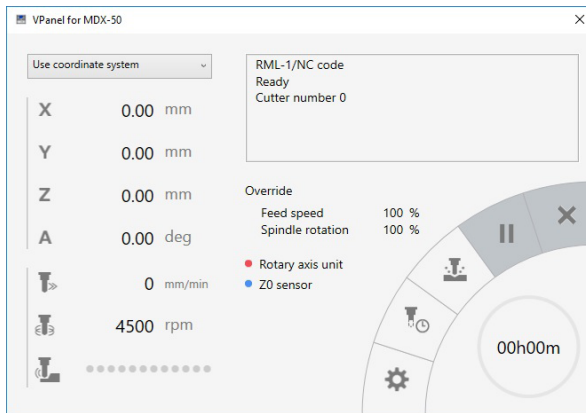 VPanel for MDX-50
Use coordinate system
X 0.00 mm
Y 0.00 mm
Z 0.00 mm
A 0.00 deg
0 mm/min
4500 rpm
RML-1/NC code
Ready
Cutter number 0
Override
Feed speed 100 %
Spindle rotation 100 %
Rotary axis unit
Z0 sensor
00h00m